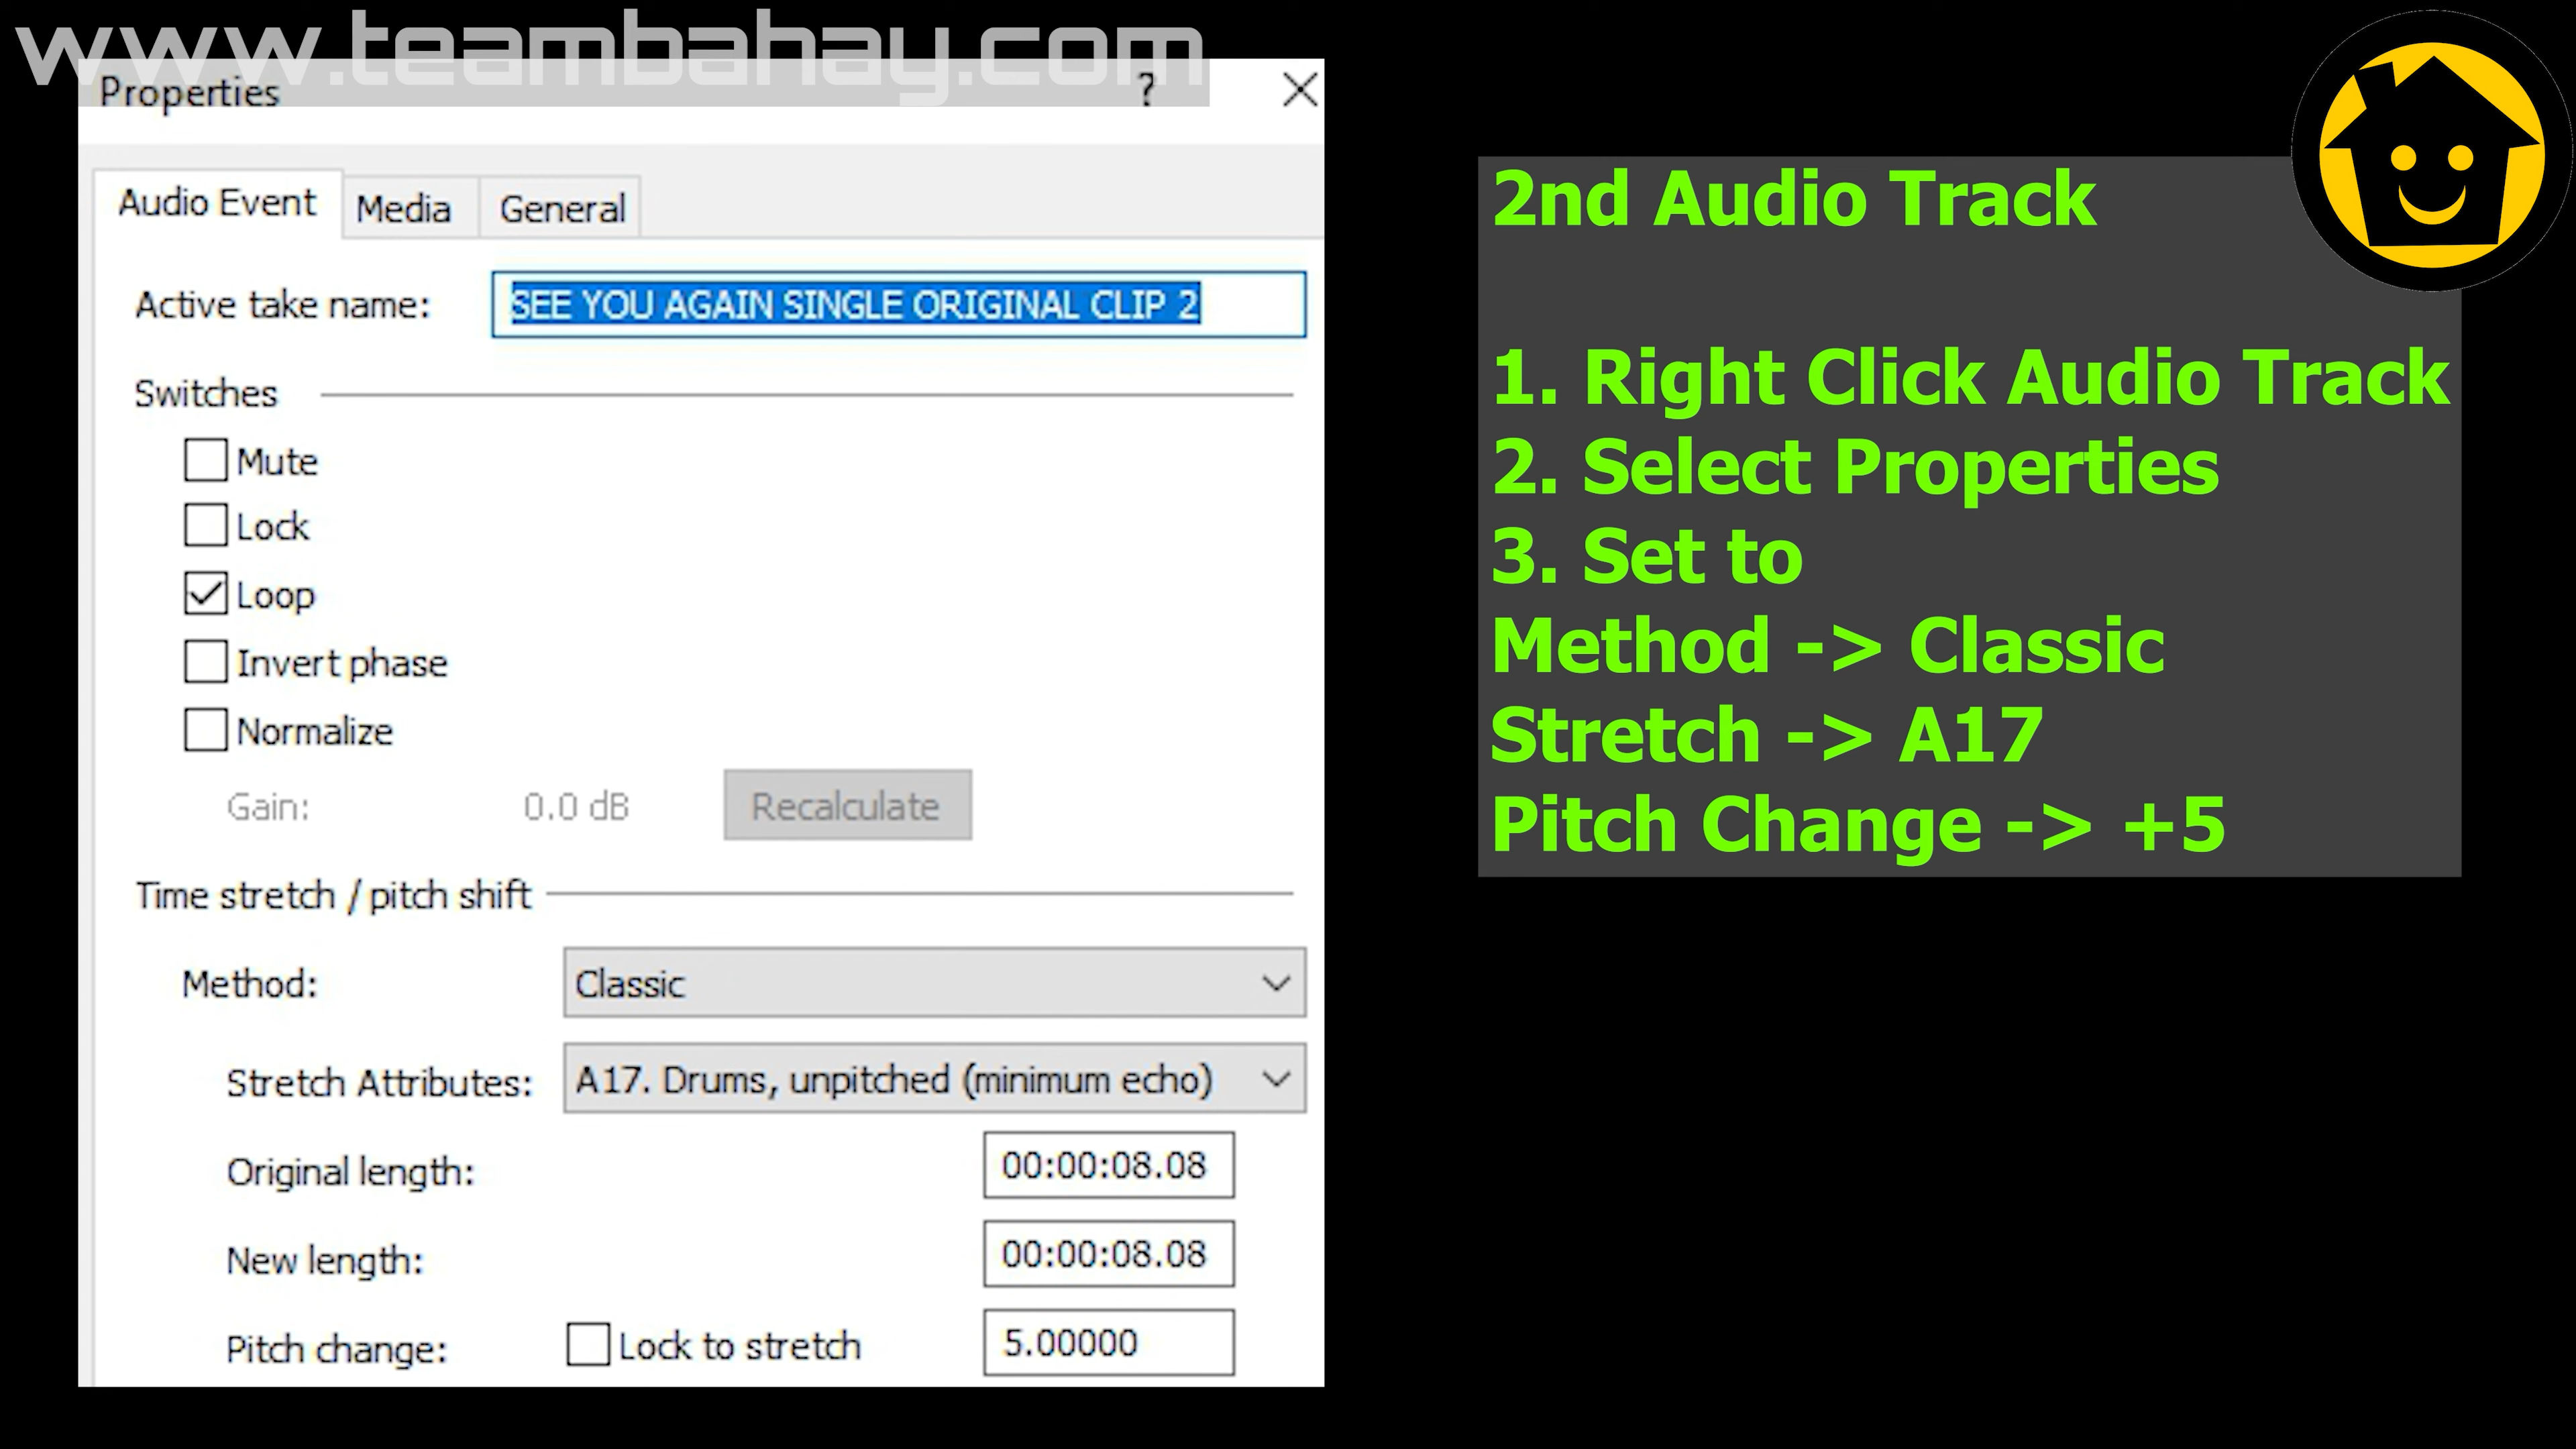 www.teambahay.com
Properties ?
Audio Event Media General
Active take name: SEE YOU AGAIN SINGLE ORIGINAL CLIP 2
Switches
Mute
Lock
Loop
Invert phase
Normalize
Gain: 0.0 dB Recalculate
Time stretch / pitch shift
Method: Classic
Stretch Attributes: A17. Drums, unpitched (minimum echo)
Original length: 00:00:08.08
New length: 00:00:08.08
Pitch change: Lock to stretch 5.00000
2nd Audio Track
1. Right Click Audio Track
2. Select Properties
3. Set to
Method -> Classic
Stretch -> A17
Pitch Change -> +5